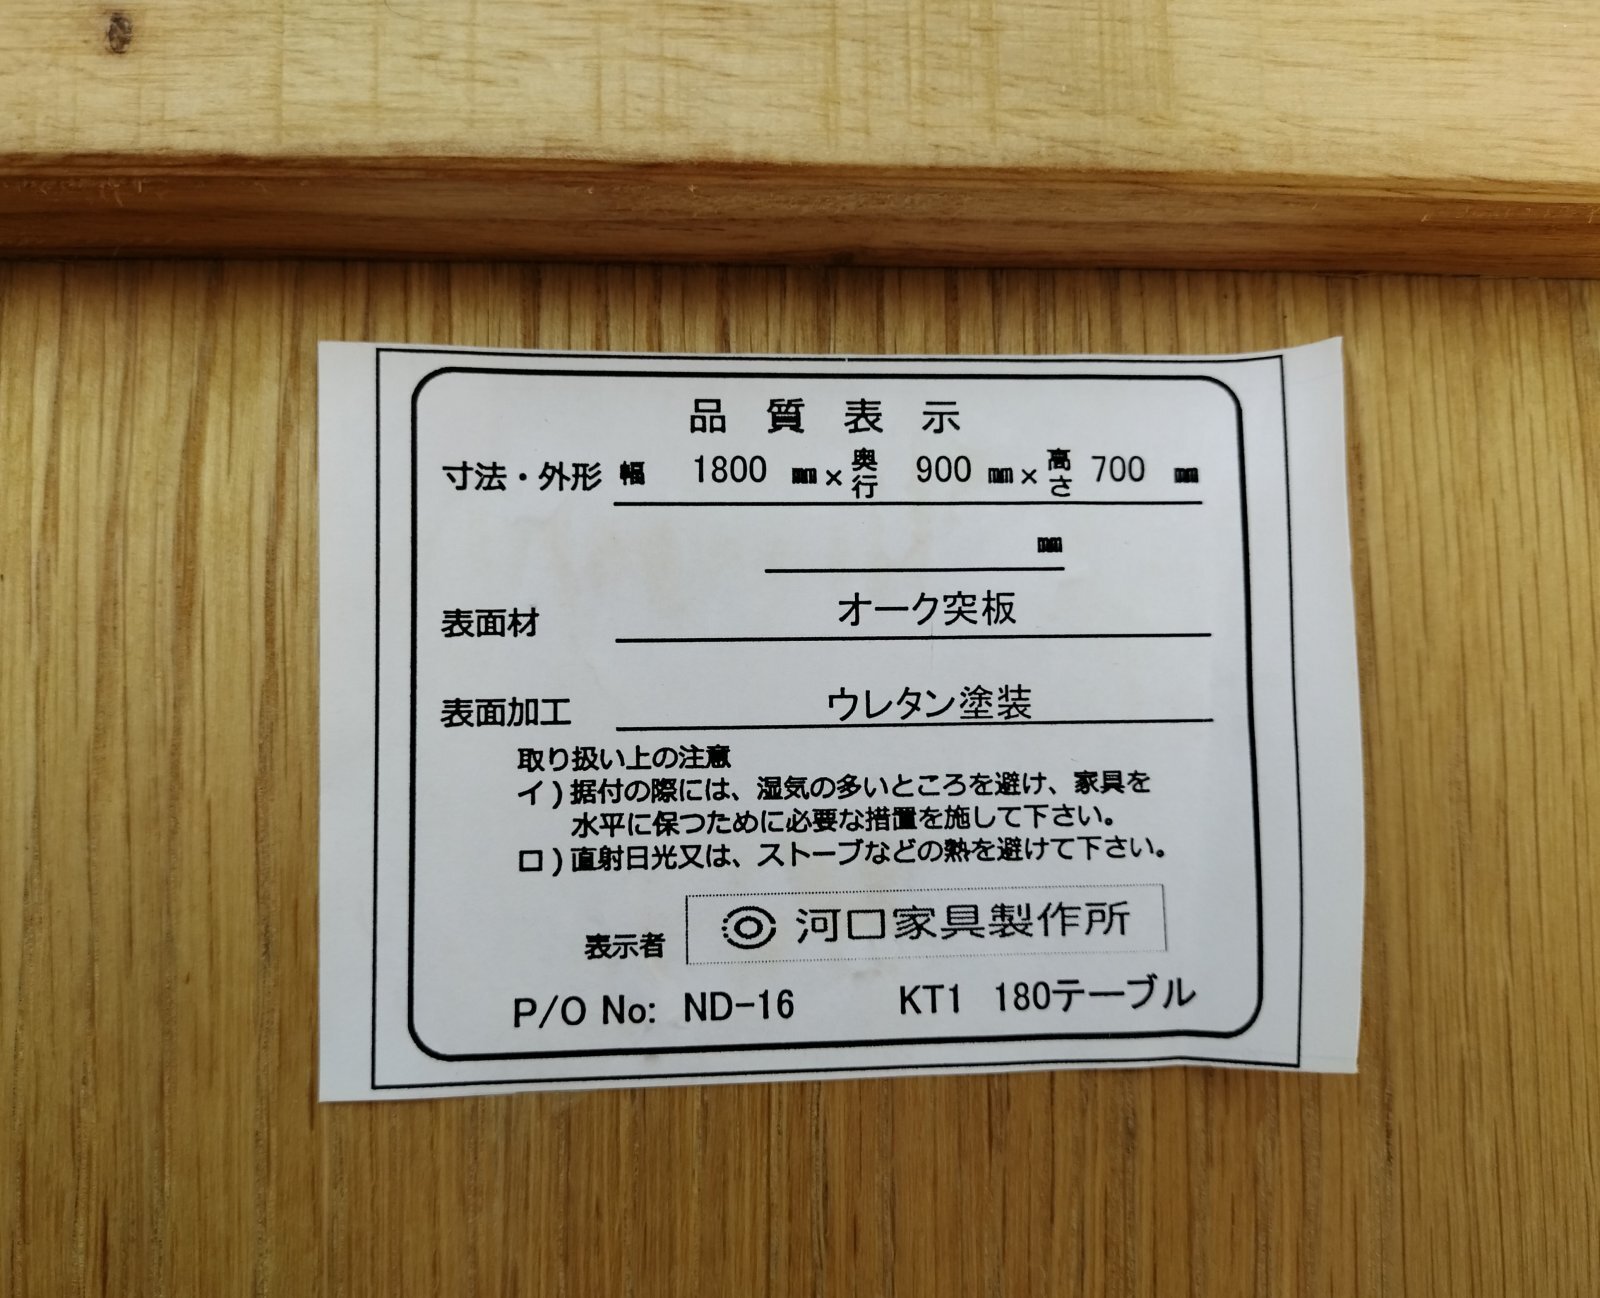 品質表示
寸法・外形 幅 1800 mm × 奥行 900 mm × 高さ 700 mm
mm
表面材 オーク突板
表面加工 ウレタン塗装
取り扱い上の注意
イ) 据付の際には、湿気の多いところを避け、家具を
水平に保つために必要な措置を施して下さい。
ロ) 直射日光又は、ストーブなどの熱を避けて下さい。
表示者 河口家具製作所
P/O No: ND-16 KT1 180テーブル